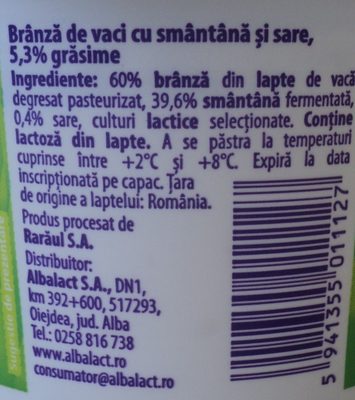 Brânză de vaci cu smântână și sare,
5,3% grăsime
Ingrediente: 60% brânză din lapte de vacă
degresat pasteurizat, 39,6% smântână fermentată,
0,4% sare, culturi lactice selecționate. Conține
lactoză din lapte. A se păstra la temperaturi
cuprinse între +2°C și +8°C. Expiră la data
inscripționată pe capac. Țara
de origine a laptelui: România.
Produs procesat de
Rarăul S.A.
Distribuitor:
Albalact S.A., DN1,
km 392+600, 517293,
Oiejdea, jud. Alba
Tel.: 0258 816 738
www.albalact.ro
consumator@albalact.ro
5 941355 011127
Sugestie de prezentare